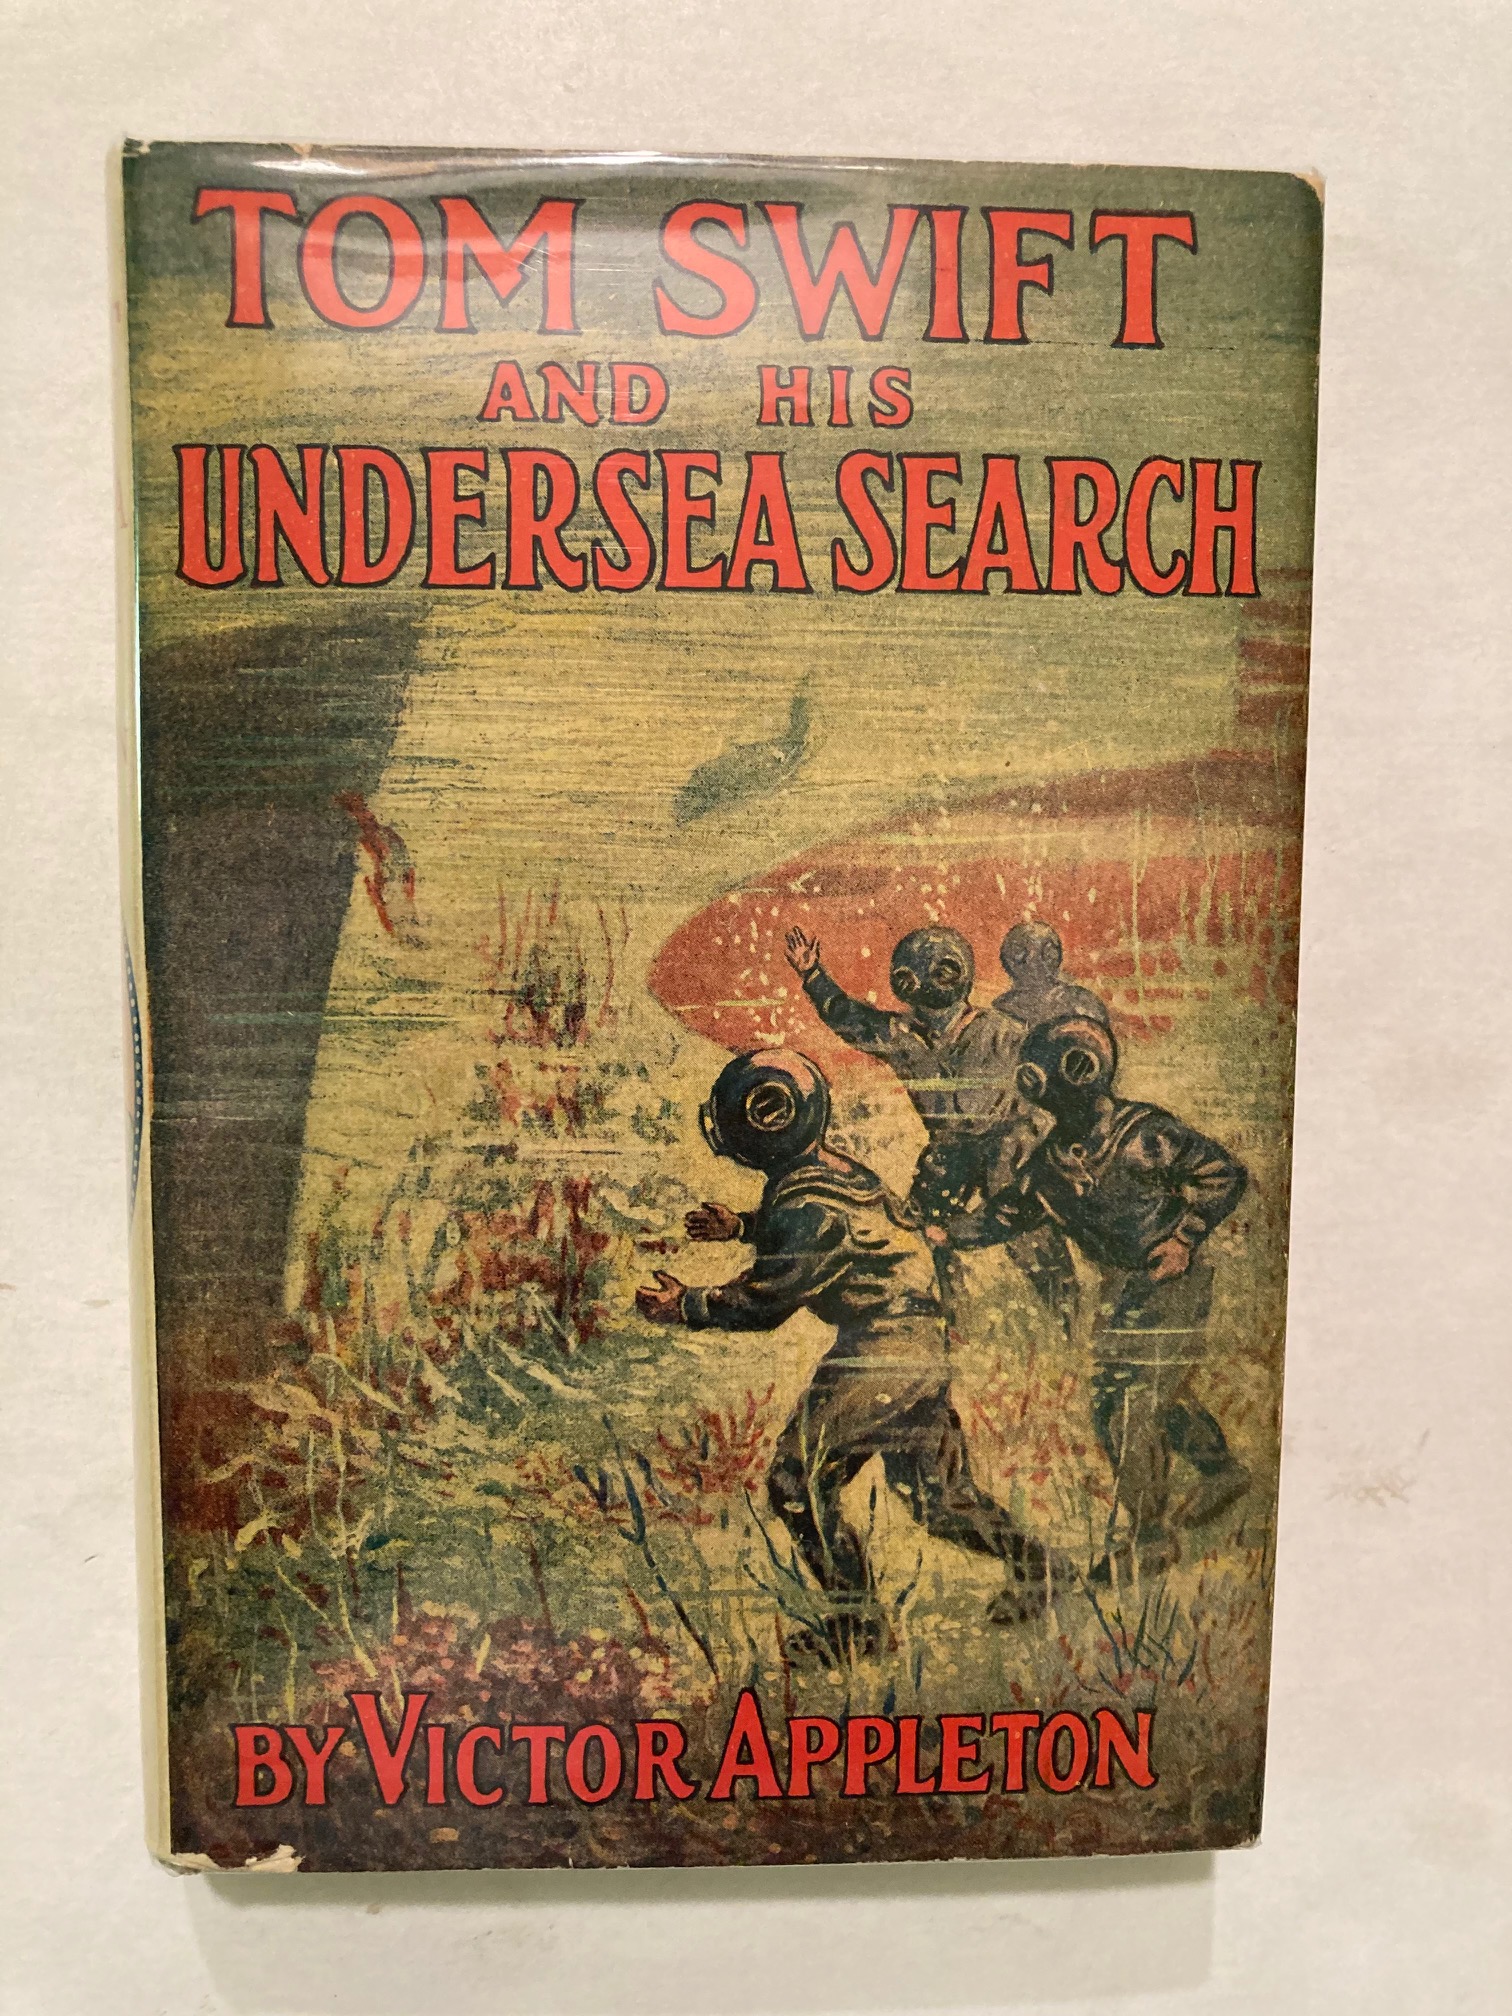 TOM SWIFT
AND HIS
UNDERSEA SEARCH
BY VICTOR APPLETON